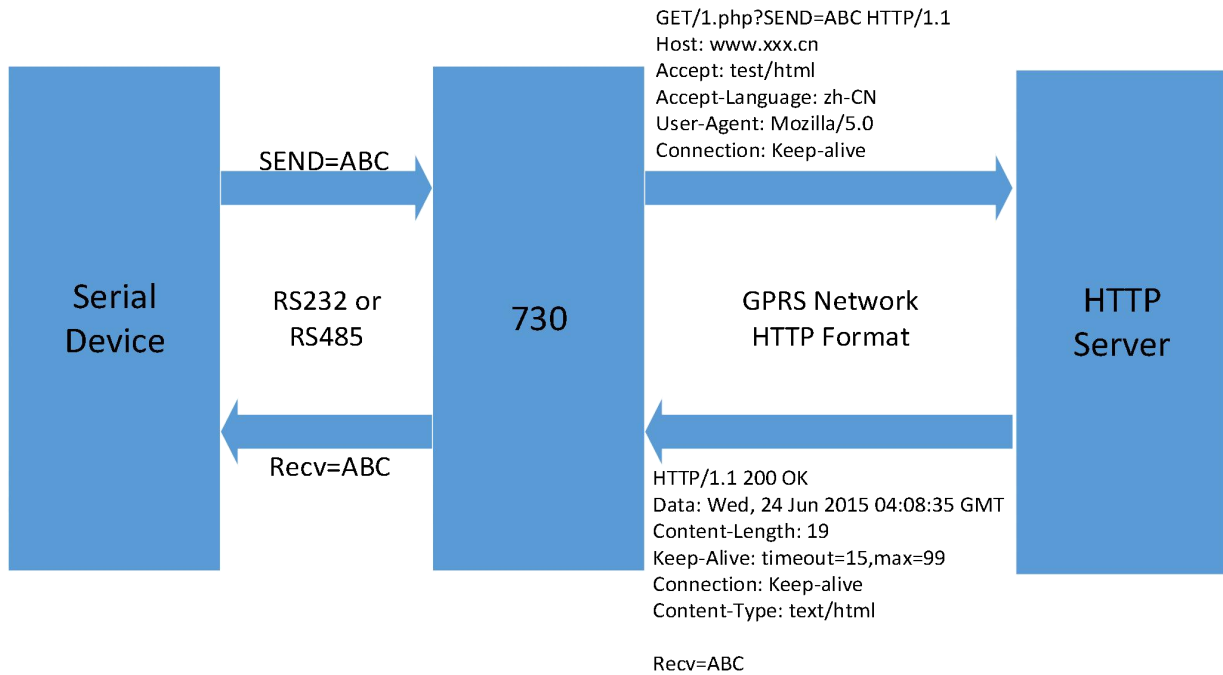 GET/1.php?SEND=ABC HTTP/1.1
Host: www.xxx.cn
Accept: test/html
Accept-Language: zh-CN
User-Agent: Mozilla/5.0
Connection: Keep-alive
SEND=ABC
Serial
Device
RS232 or
RS485
730
GPRS Network
HTTP Format
HTTP
Server
Recv=ABC
HTTP/1.1 200 OK
Data: Wed, 24 Jun 2015 04:08:35 GMT
Content-Length: 19
Keep-Alive: timeout=15,max=99
Connection: Keep-alive
Content-Type: text/html
Recv=ABC